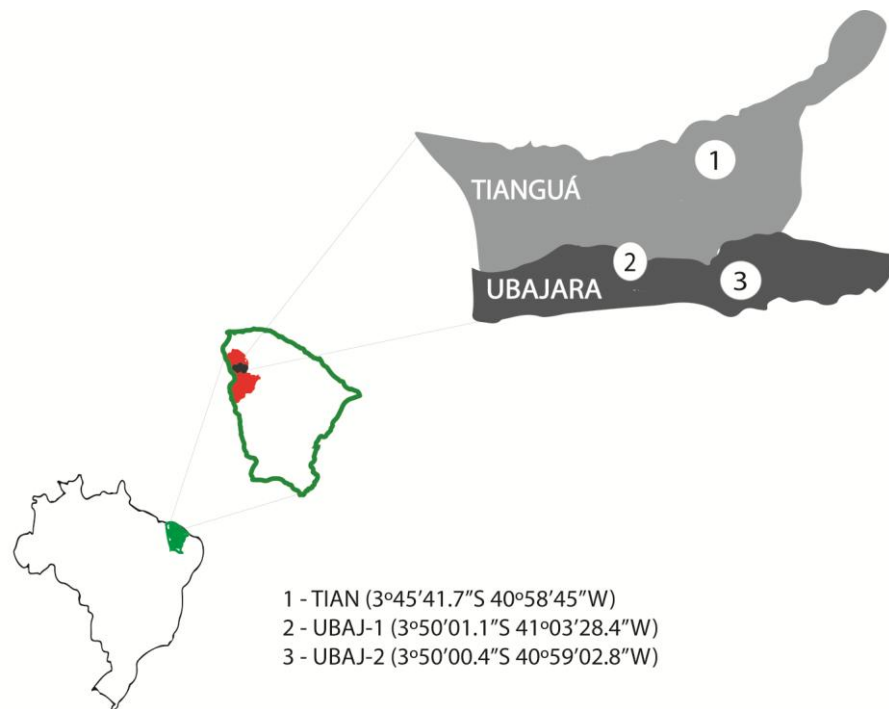 1
TIANGUÁ
2
UBAJARA
3
1 - TIAN (3º45’41.7”S 40º58’45”W)
2 - UBAJ-1 (3º50’01.1”S 41º03’28.4”W)
3 - UBAJ-2 (3º50’00.4”S 40º59’02.8”W)